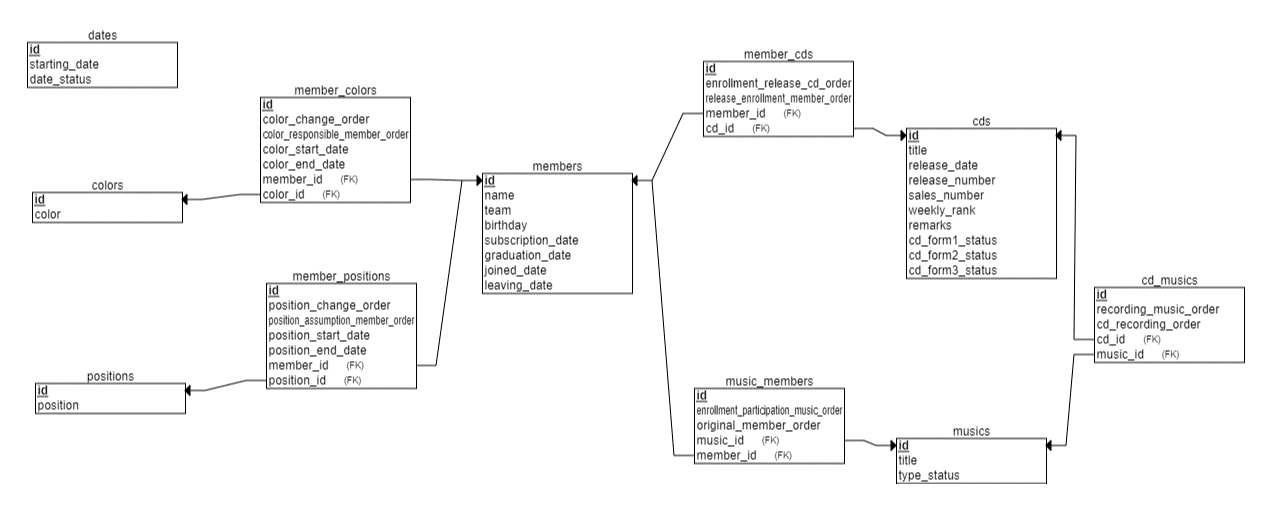 dates
id
starting_date
date_status
member_colors
id
color_change_order
color_responsible_member_order
color_start_date
color_end_date
member_id (FK)
color_id (FK)
colors
id
color
member_positions
id
position_change_order
position_assumption_member_order
position_start_date
position_end_date
member_id (FK)
position_id (FK)
positions
id
position
members
id
name
team
birthday
subscription_date
graduation_date
joined_date
leaving_date
member_cds
id
enrollment_release_cd_order
release_enrollment_member_order
member_id (FK)
cd_id (FK)
cds
id
title
release_date
release_number
sales_number
weekly_rank
remarks
cd_form1_status
cd_form2_status
cd_form3_status
cd_musics
id
recording_music_order
cd_recording_order
cd_id (FK)
music_id (FK)
music_members
id
enrollment_participation_music_order
original_member_order
music_id (FK)
member_id (FK)
musics
id
title
type_status